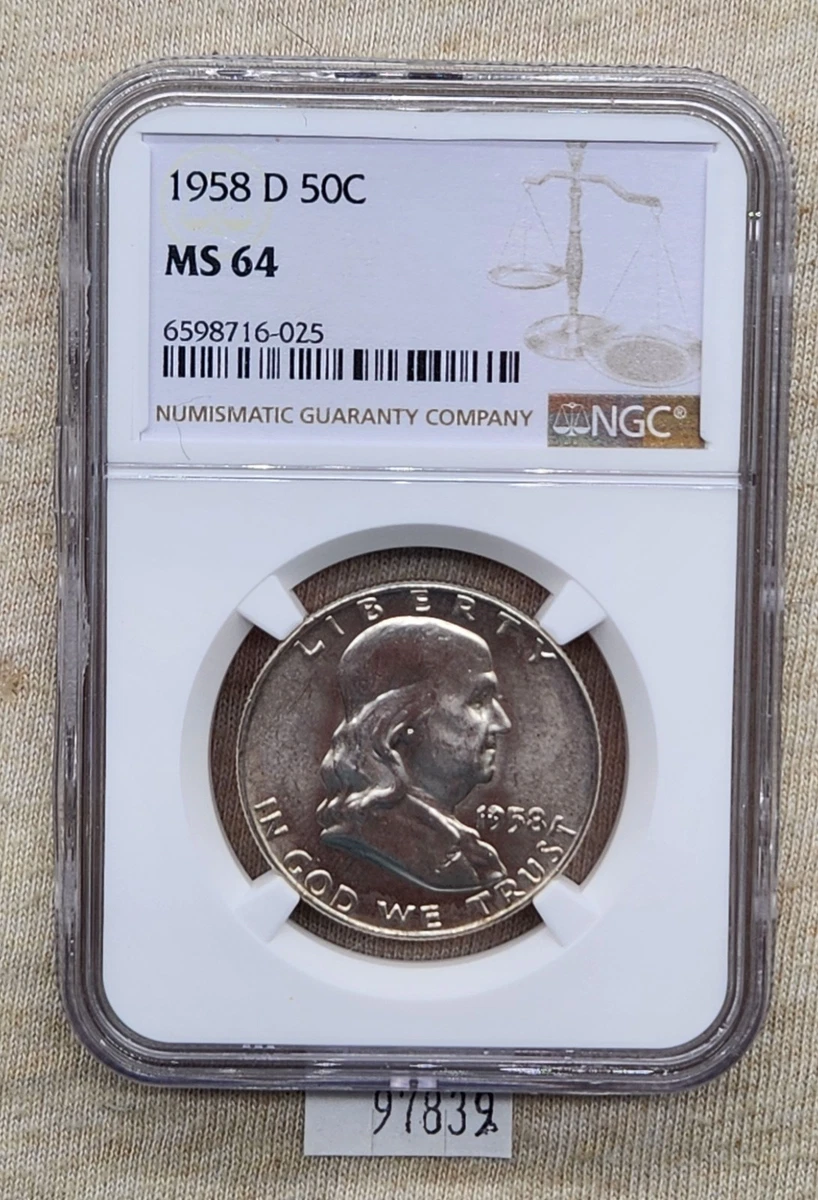 1958 D 50C
MS 64
6598716-025
NUMISMATIC GUARANTY COMPANY NGC®
LIBERTY
1958
IN GOD WE TRUST
97839